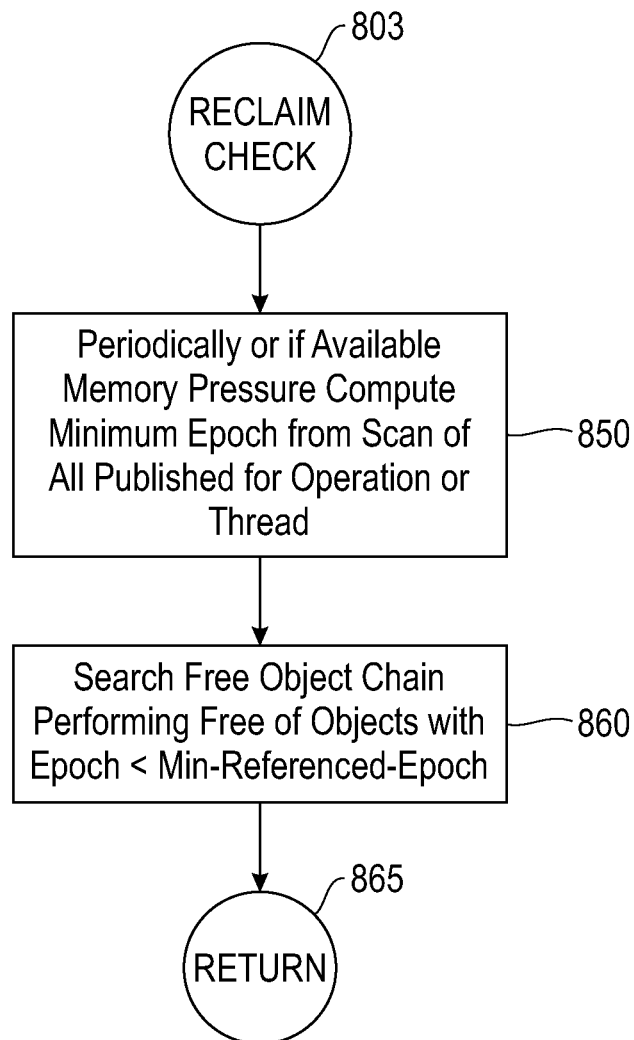 803
RECLAIM
CHECK
Periodically or if Available
Memory Pressure Compute
Minimum Epoch from Scan of
All Published for Operation or
Thread
850
Search Free Object Chain
Performing Free of Objects with
Epoch < Min-Referenced-Epoch
860
865
RETURN